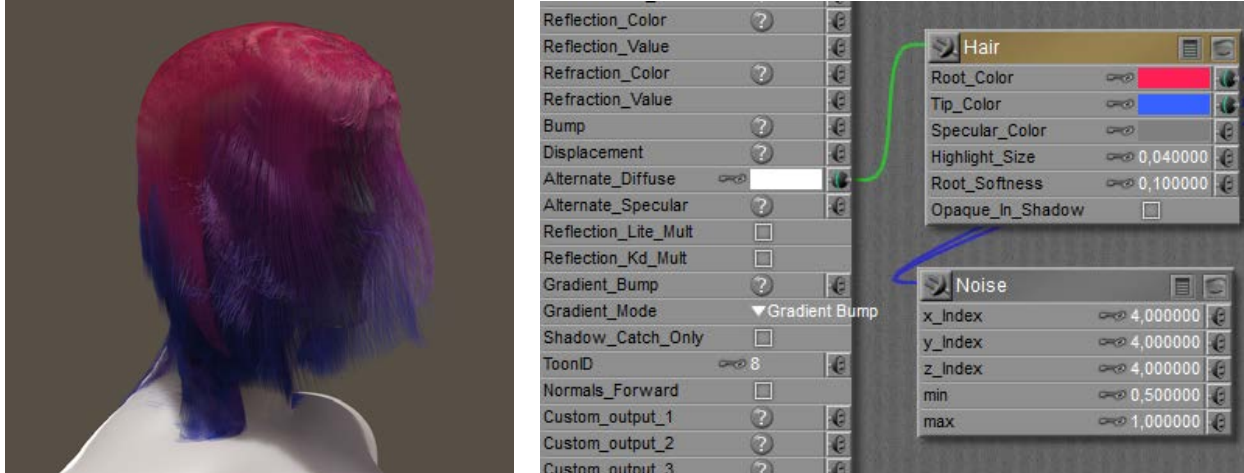 Reflection_Color ?
Reflection_Value
Refraction_Color ?
Refraction_Value
Bump ?
Displacement ?
Alternate_Diffuse
Alternate_Specular ?
Reflection_Lite_Mult
Reflection_Kd_Mult
Gradient_Bump ?
Gradient_Mode Gradient Bump
Shadow_Catch_Only
ToonID 8
Normals_Forward
Custom_output_1 ?
Custom_output_2 ?
Custom_output_3 ?
Hair
Root_Color
Tip_Color
Specular_Color
Highlight_Size 0,040000
Root_Softness 0,100000
Opaque_In_Shadow
Noise
x_Index 4,000000
y_Index 4,000000
z_Index 4,000000
min 0,500000
max 1,000000